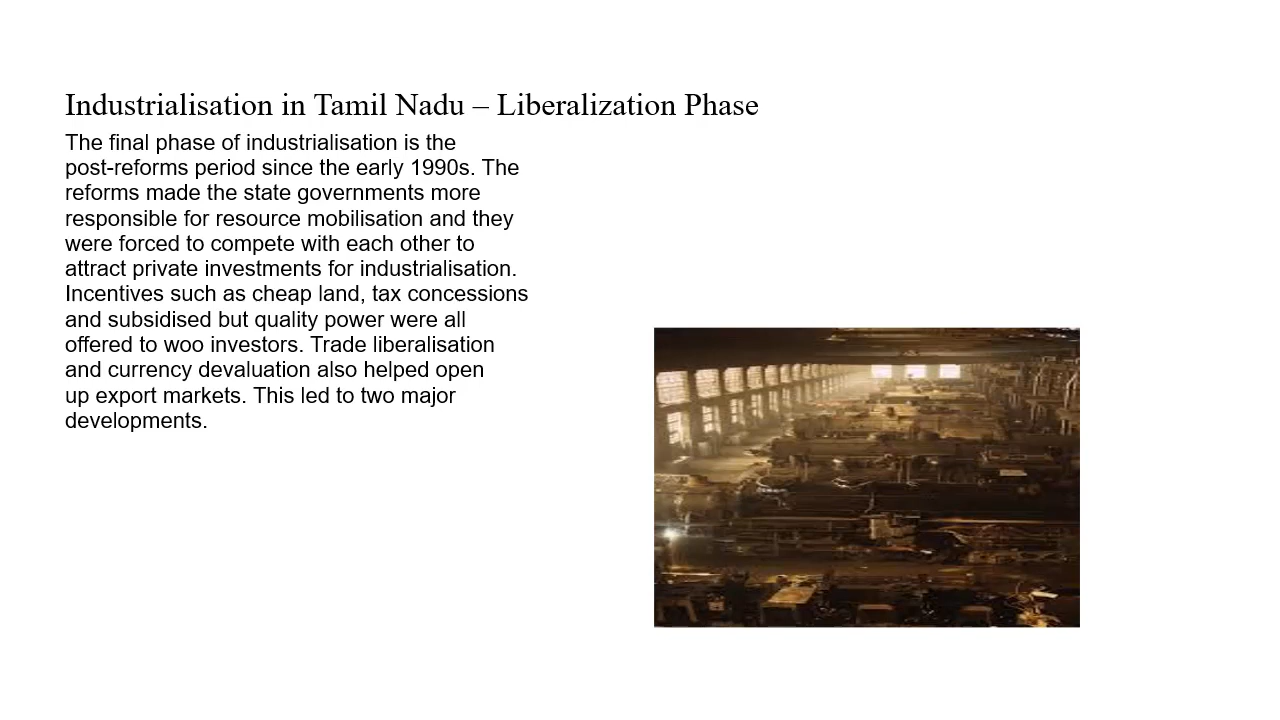 Industrialisation in Tamil Nadu – Liberalization Phase
The final phase of industrialisation is the
post-reforms period since the early 1990s. The
reforms made the state governments more
responsible for resource mobilisation and they
were forced to compete with each other to
attract private investments for industrialisation.
Incentives such as cheap land, tax concessions
and subsidised but quality power were all
offered to woo investors. Trade liberalisation
and currency devaluation also helped open
up export markets. This led to two major
developments.